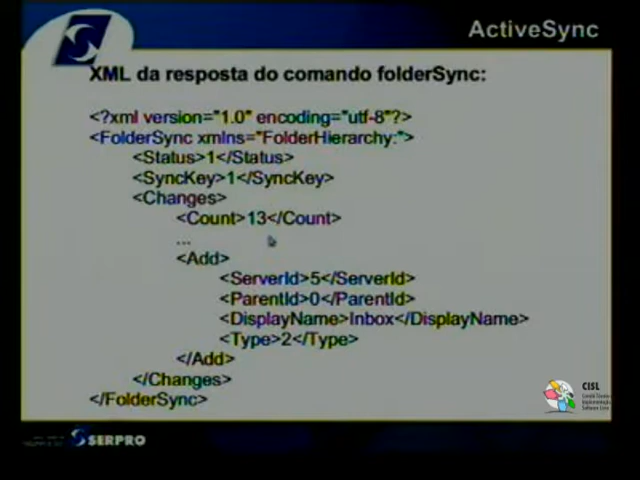 ActiveSync
XML da resposta do comando folderSync:
<?xml version="1.0" encoding="utf-8"?>
<FolderSync xmlns="FolderHierarchy:">
<Status>1</Status>
<SyncKey>1</SyncKey>
<Changes>
<Count>13</Count>
...
<Add>
<ServerId>5</ServerId>
<ParentId>0</ParentId>
<DisplayName>Inbox</DisplayName>
<Type>2</Type>
</Add>
</Changes>
</FolderSync>
CISL
SERPRO